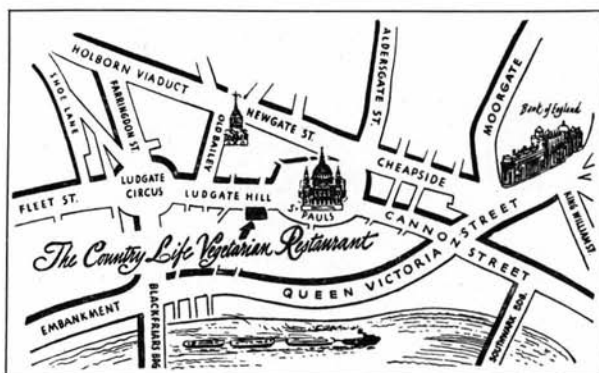 HOLBORN VIADUCT
SHOE LANE
FARRINGDON ST.
OLD BAILEY
NEWGATE ST.
ALDERSGATE ST.
MOORGATE
Bank of England
CHEAPSIDE
FLEET ST.
LUDGATE
CIRCUS
LUDGATE HILL
ST PAULS
CANNON STREET
KING WILLIAM ST.
The Country Life Vegetarian Restaurant
QUEEN VICTORIA STREET
EMBANKMENT
BLACKFRIARS BDG
SOUTHWARK BDG.